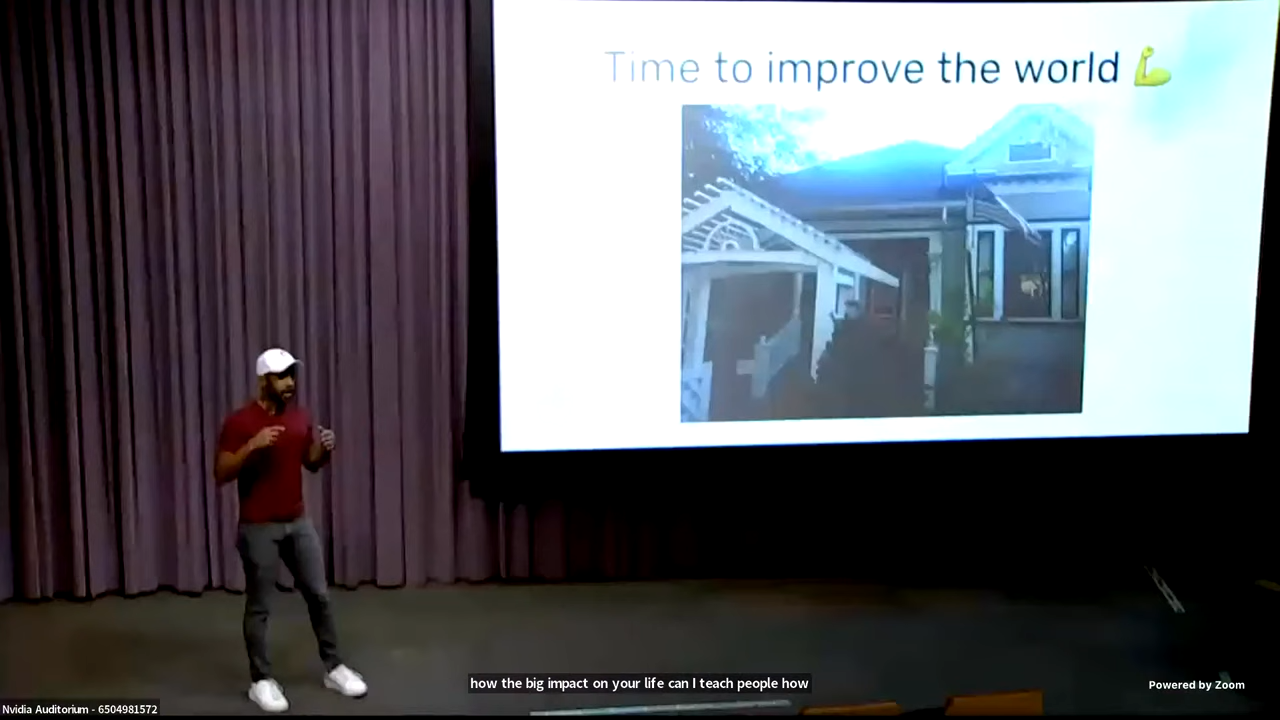 Time to improve the world 💪
how the big impact on your life can I teach people how
Powered by Zoom
Nvidia Auditorium - 6504981572